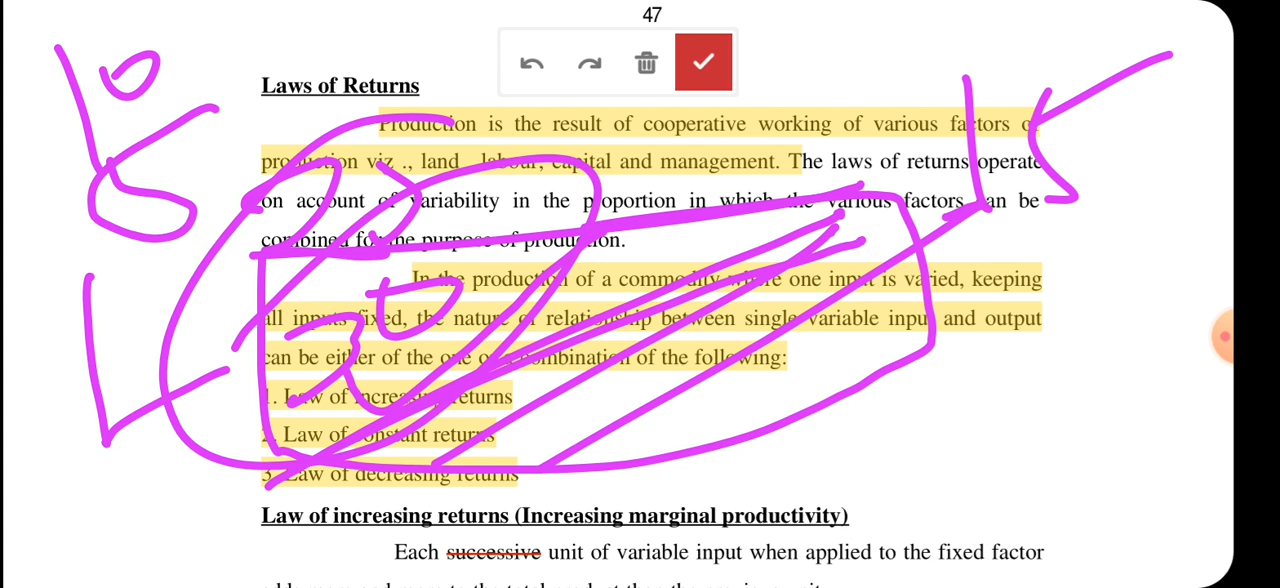 47
Laws of Returns
Production is the result of cooperative working of various factors of
production viz ., land , labour, capital and management. The laws of returns operate
on account of variability in the proportion in which the various factors can be
combined for the purpose of production.
In the production of a commodity where one input is varied, keeping
all inputs fixed, the nature of relationship between single variable input and output
can be either of the one or a combination of the following:
1. Law of increasing returns
2. Law of constant returns
3. Law of decreasing returns
Law of increasing returns (Increasing marginal productivity)
Each successive unit of variable input when applied to the fixed factor